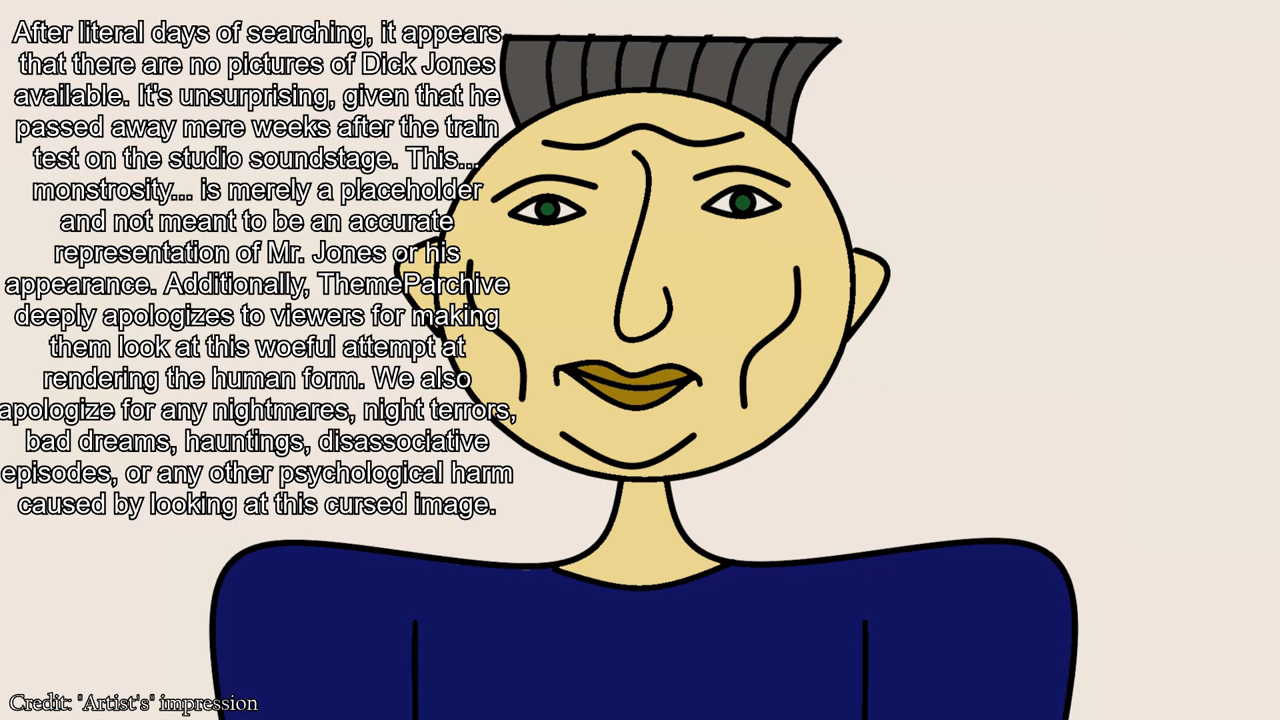 After literal days of searching, it appears
that there are no pictures of Dick Jones
available. It's unsurprising, given that he
passed away mere weeks after the train
test on the studio soundstage. This...
monstrosity... is merely a placeholder
and not meant to be an accurate
representation of Mr. Jones or his
appearance. Additionally, ThemeParchive
deeply apologizes to viewers for making
them look at this woeful attempt at
rendering the human form. We also
apologize for any nightmares, night terrors,
bad dreams, hauntings, disassociative
episodes, or any other psychological harm
caused by looking at this cursed image.
Credit: "Artist's" impression